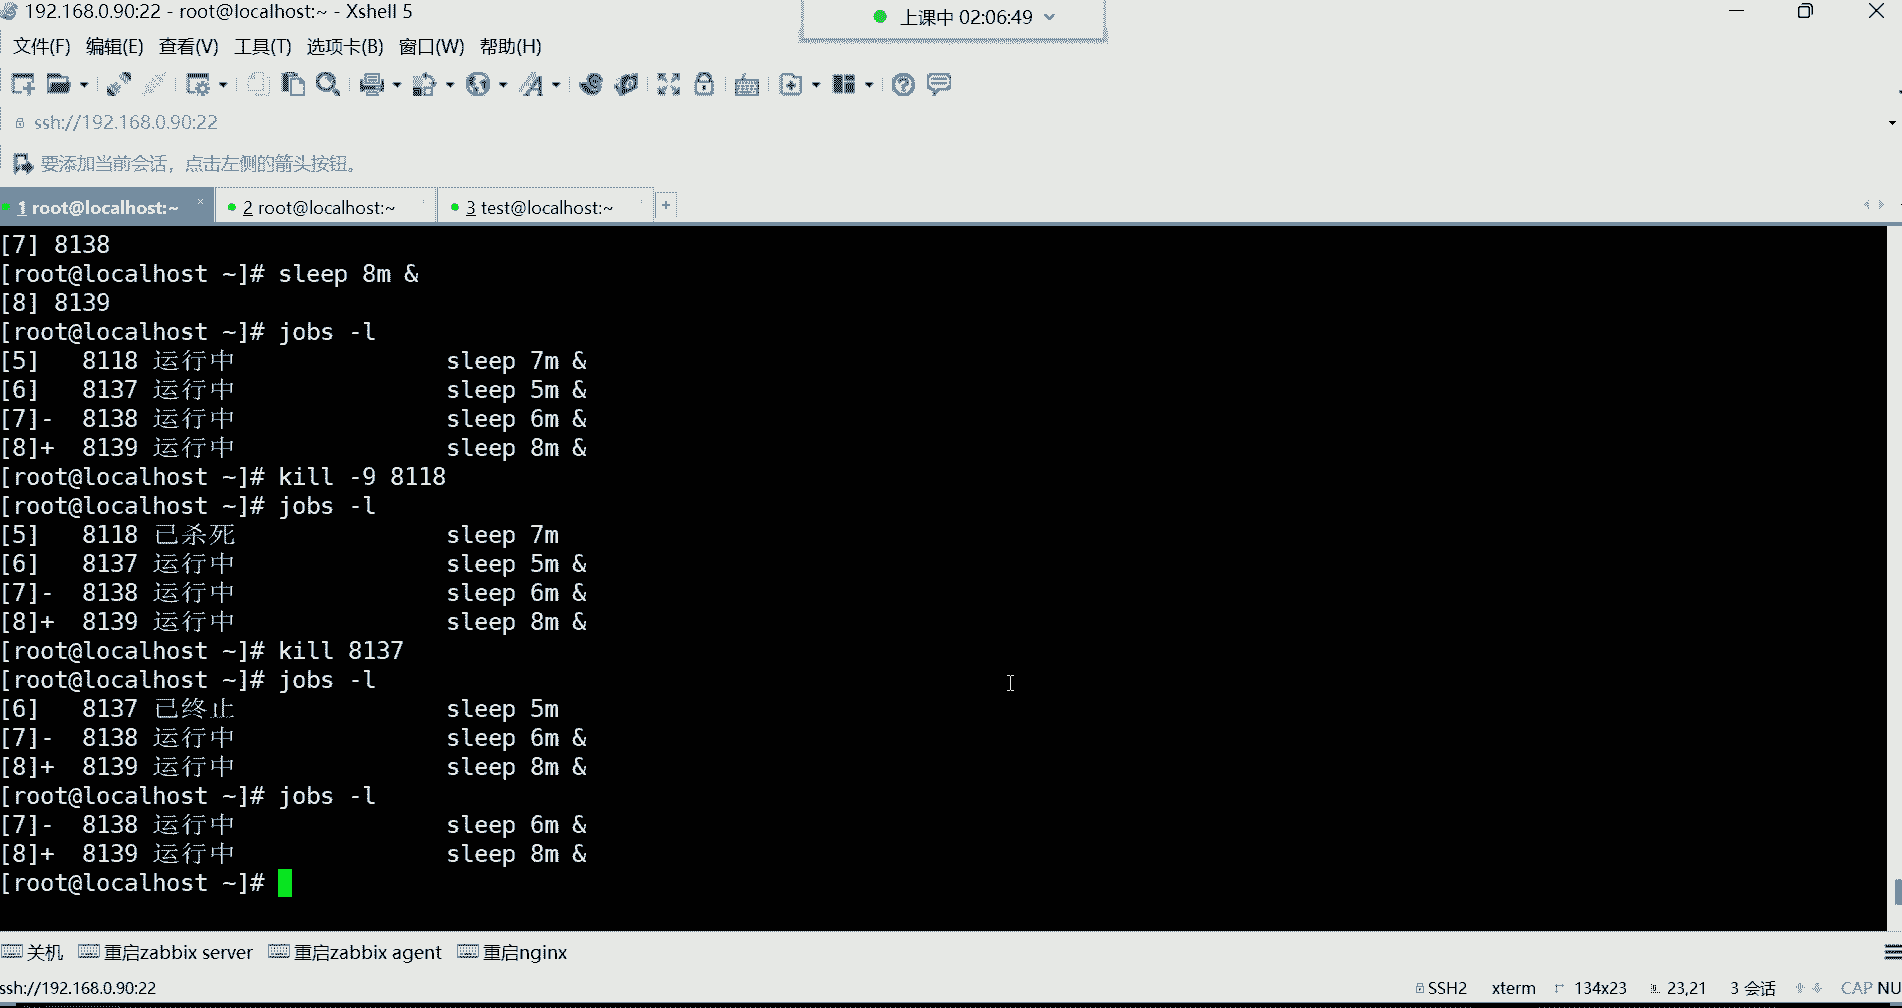 192.168.0.90:22 - root@localhost:~ - Xshell 5
上课中 02:06:49
文件(F) 编辑(E) 查看(V) 工具(T) 选项卡(B) 窗口(W) 帮助(H)
ssh://192.168.0.90:22
要添加当前会话，点击左侧的箭头按钮。
1 root@localhost:~ × 2 root@localhost:~ 3 test@localhost:~ +
[7] 8138
[root@localhost ~]# sleep 8m &
[8] 8139
[root@localhost ~]# jobs -l
[5]   8118 运行中               sleep 7m &
[6]   8137 运行中               sleep 5m &
[7]-  8138 运行中               sleep 6m &
[8]+  8139 运行中               sleep 8m &
[root@localhost ~]# kill -9 8118
[root@localhost ~]# jobs -l
[5]   8118 已杀死               sleep 7m
[6]   8137 运行中               sleep 5m &
[7]-  8138 运行中               sleep 6m &
[8]+  8139 运行中               sleep 8m &
[root@localhost ~]# kill 8137
[root@localhost ~]# jobs -l
[6]   8137 已终止               sleep 5m
[7]-  8138 运行中               sleep 6m &
[8]+  8139 运行中               sleep 8m &
[root@localhost ~]# jobs -l
[7]-  8138 运行中               sleep 6m &
[8]+  8139 运行中               sleep 8m &
[root@localhost ~]#
关机 重启zabbix server 重启zabbix agent 重启nginx
ssh://192.168.0.90:22 SSH2 xterm 134x23 23,21 3 会话 CAP NU